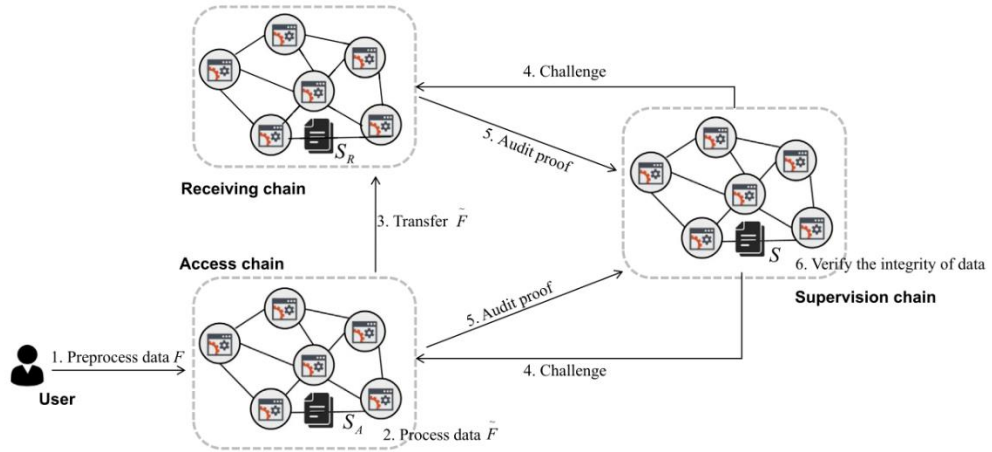 4. Challenge
5. Audit proof
S_R
Receiving chain
3. Transfer F̃
S
6. Verify the integrity of data
Supervision chain
Access chain
5. Audit proof
1. Preprocess data F
User
4. Challenge
S_A
2. Process data F̃